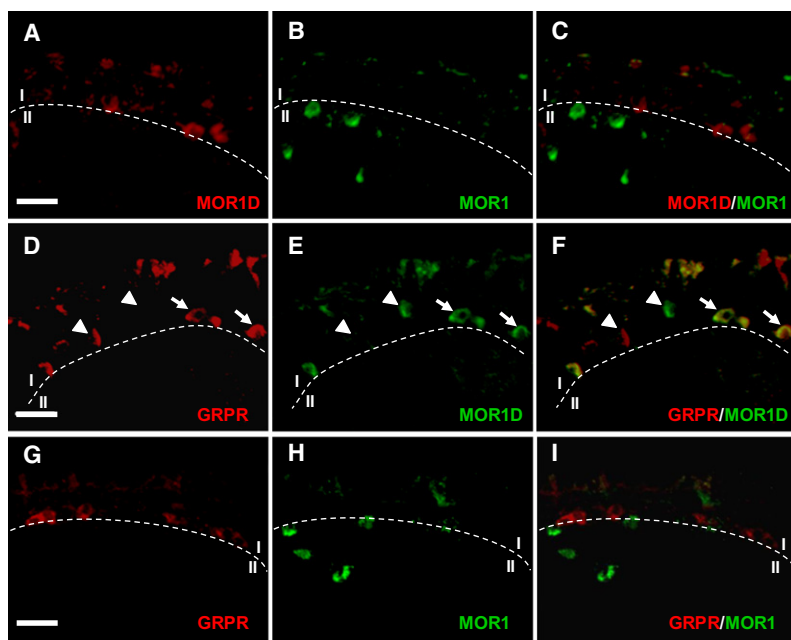 A
I
II
MOR1D
B
I
II
MOR1
C
I
II
MOR1D/MOR1
D
I
II
GRPR
E
I
II
MOR1D
F
I
II
GRPR/MOR1D
G
I
II
GRPR
H
I
II
MOR1
I
I
II
GRPR/MOR1